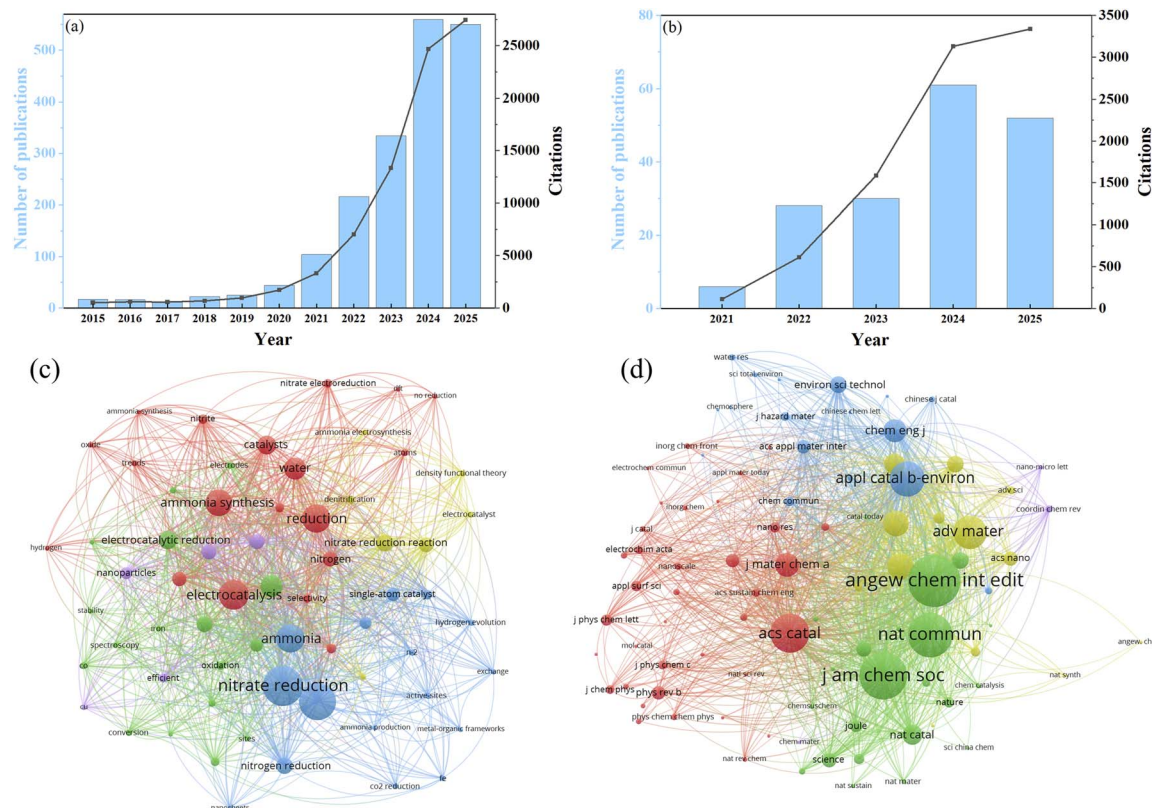 (a)
Number of publications
500
400
300
200
100
0
25000
20000
15000
10000
5000
0
Citations
2015 2016 2017 2018 2019 2020 2021 2022 2023 2024 2025
Year
(b)
Number of publications
80
60
40
20
0
3500
3000
2500
2000
1500
1000
500
0
Citations
2021 2022 2023 2024 2025
Year
(c)
nitrate electroreduction
no reduction
ammonia synthesis
nitrite
ammonia electrosynthesis
oxide
catalysts
atoms
trends
electrodes
water
density functional theory
denitrification
ammonia synthesis
reduction
electrocatalyst
hydrogen
electrocatalytic reduction
nitrate reduction reaction
nitrogen
nanoparticles
electrocatalysis
selectivity
single-atom catalyst
stability
iron
ammonia
hydrogen evolution
spectroscopy
co
oxidation
n-2
efficient
nitrate reduction
exchange
active-sites
cu
conversion
sites
ammonia production
metal-organic frameworks
nitrogen reduction
co2 reduction
fe
nanosheets
(d)
water res
sci total environ
environ sci technol
chemosphere
chinese chem lett
chinese j catal
j hazard mater
chem eng j
inorg chem front
acs appl mater inter
electrochem commun
appl mater today
appl catal b-environ
nano-micro lett
adv sci
coordin chem rev
inorg chem
chem commun
j catal
nano res
catal today
adv mater
electrochim acta
nanoscale
j mater chem a
acs nano
appl surf sci
acs sustain chem eng
angew chem int edit
j phys chem lett
acs catal
nat commun
mol catal
angew. ch
j phys chem c
natl sci rev
j am chem soc
nat synth
j chem phys
phys rev b
chem catalysis
chemsuschem
nature
phys chem chem phys
joule
chem mater
nat catal
sci china chem
nat rev chem
science
nat sustain
nat mater